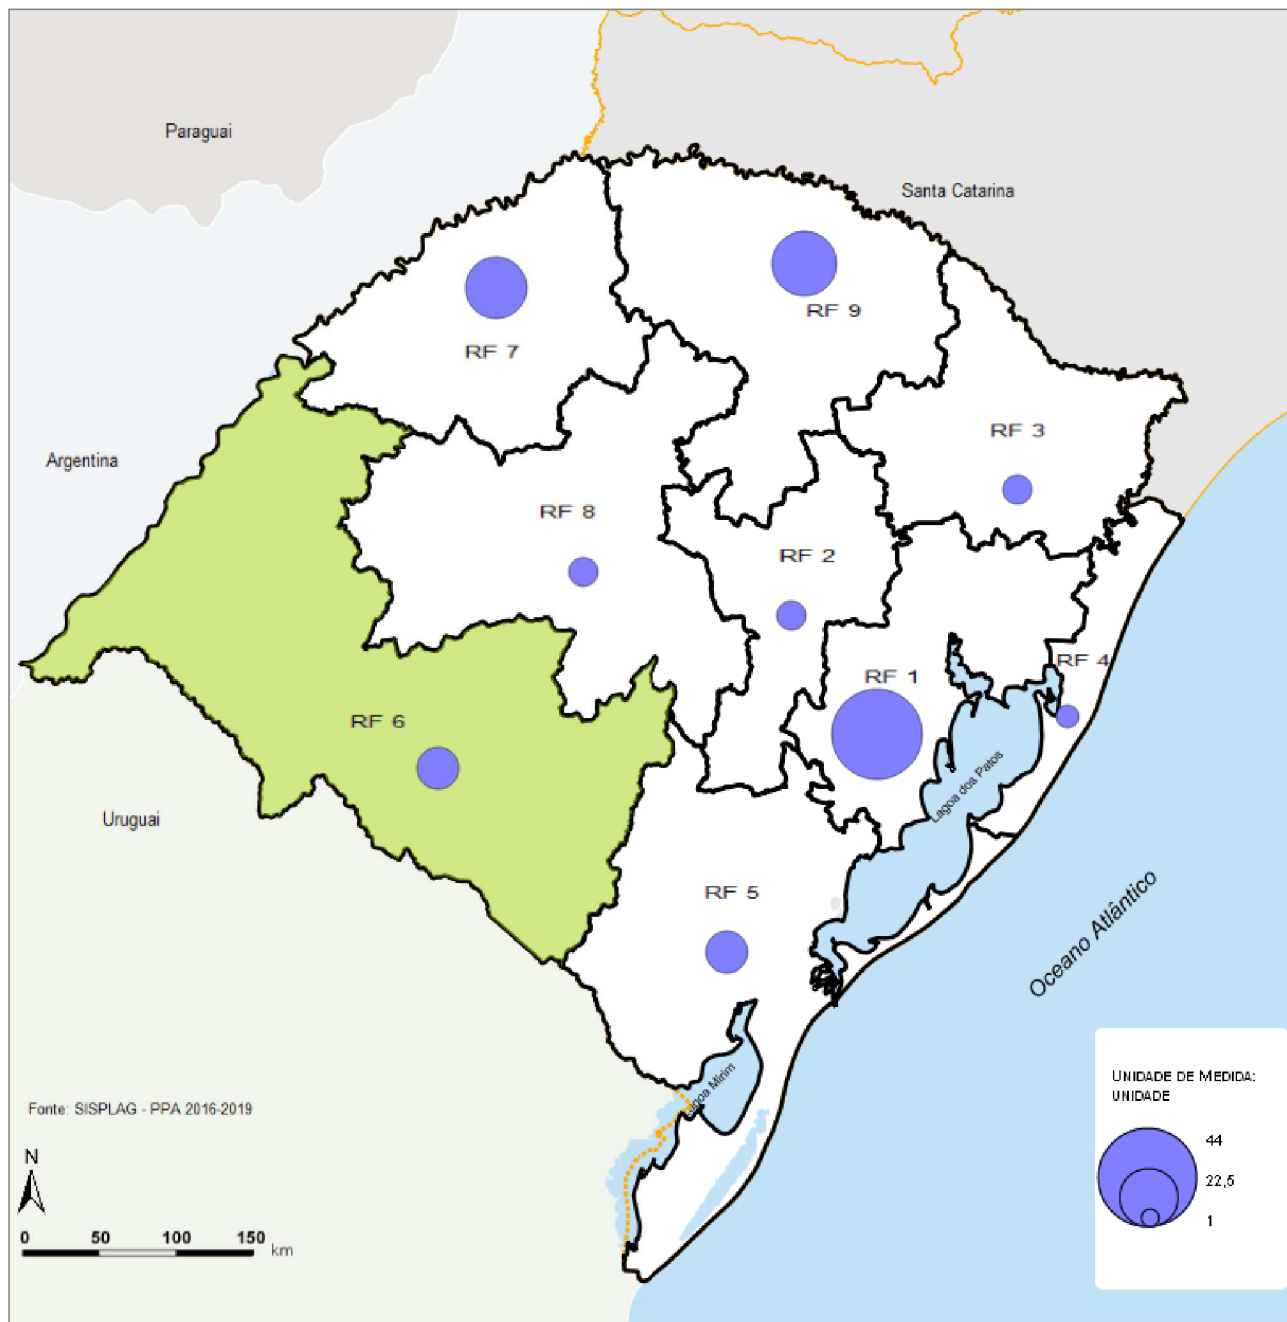 Paraguai
Santa Catarina
RF 9
RF 7
RF 3
Argentina
RF 8
RF 2
RF 4
RF 1
RF 6
Lagoa dos Patos
Uruguai
RF 5
Oceano Atlântico
Lagoa Mirim
UNIDADE DE MEDIDA:
UNIDADE
44
22,5
1
Fonte: SISPLAG - PPA 2016-2019
N
0 50 100 150
km